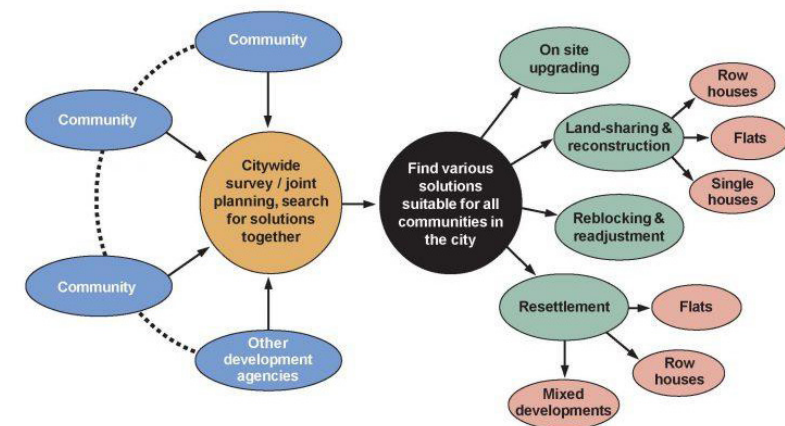 Community
Community
Community
Other
development
agencies
Citywide
survey / joint
planning, search
for solutions
together
Find various
solutions
suitable for all
communities in
the city
On site
upgrading
Land-sharing &
reconstruction
Row
houses
Flats
Single
houses
Reblocking &
readjustment
Resettlement
Flats
Row
houses
Mixed
developments